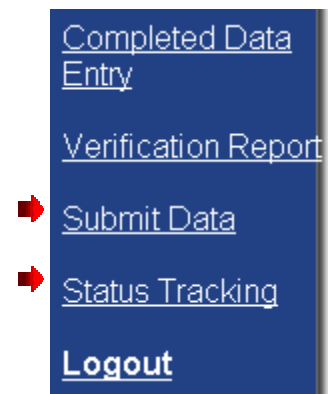 Completed Data
Entry
Verification Report
Submit Data
Status Tracking
Logout